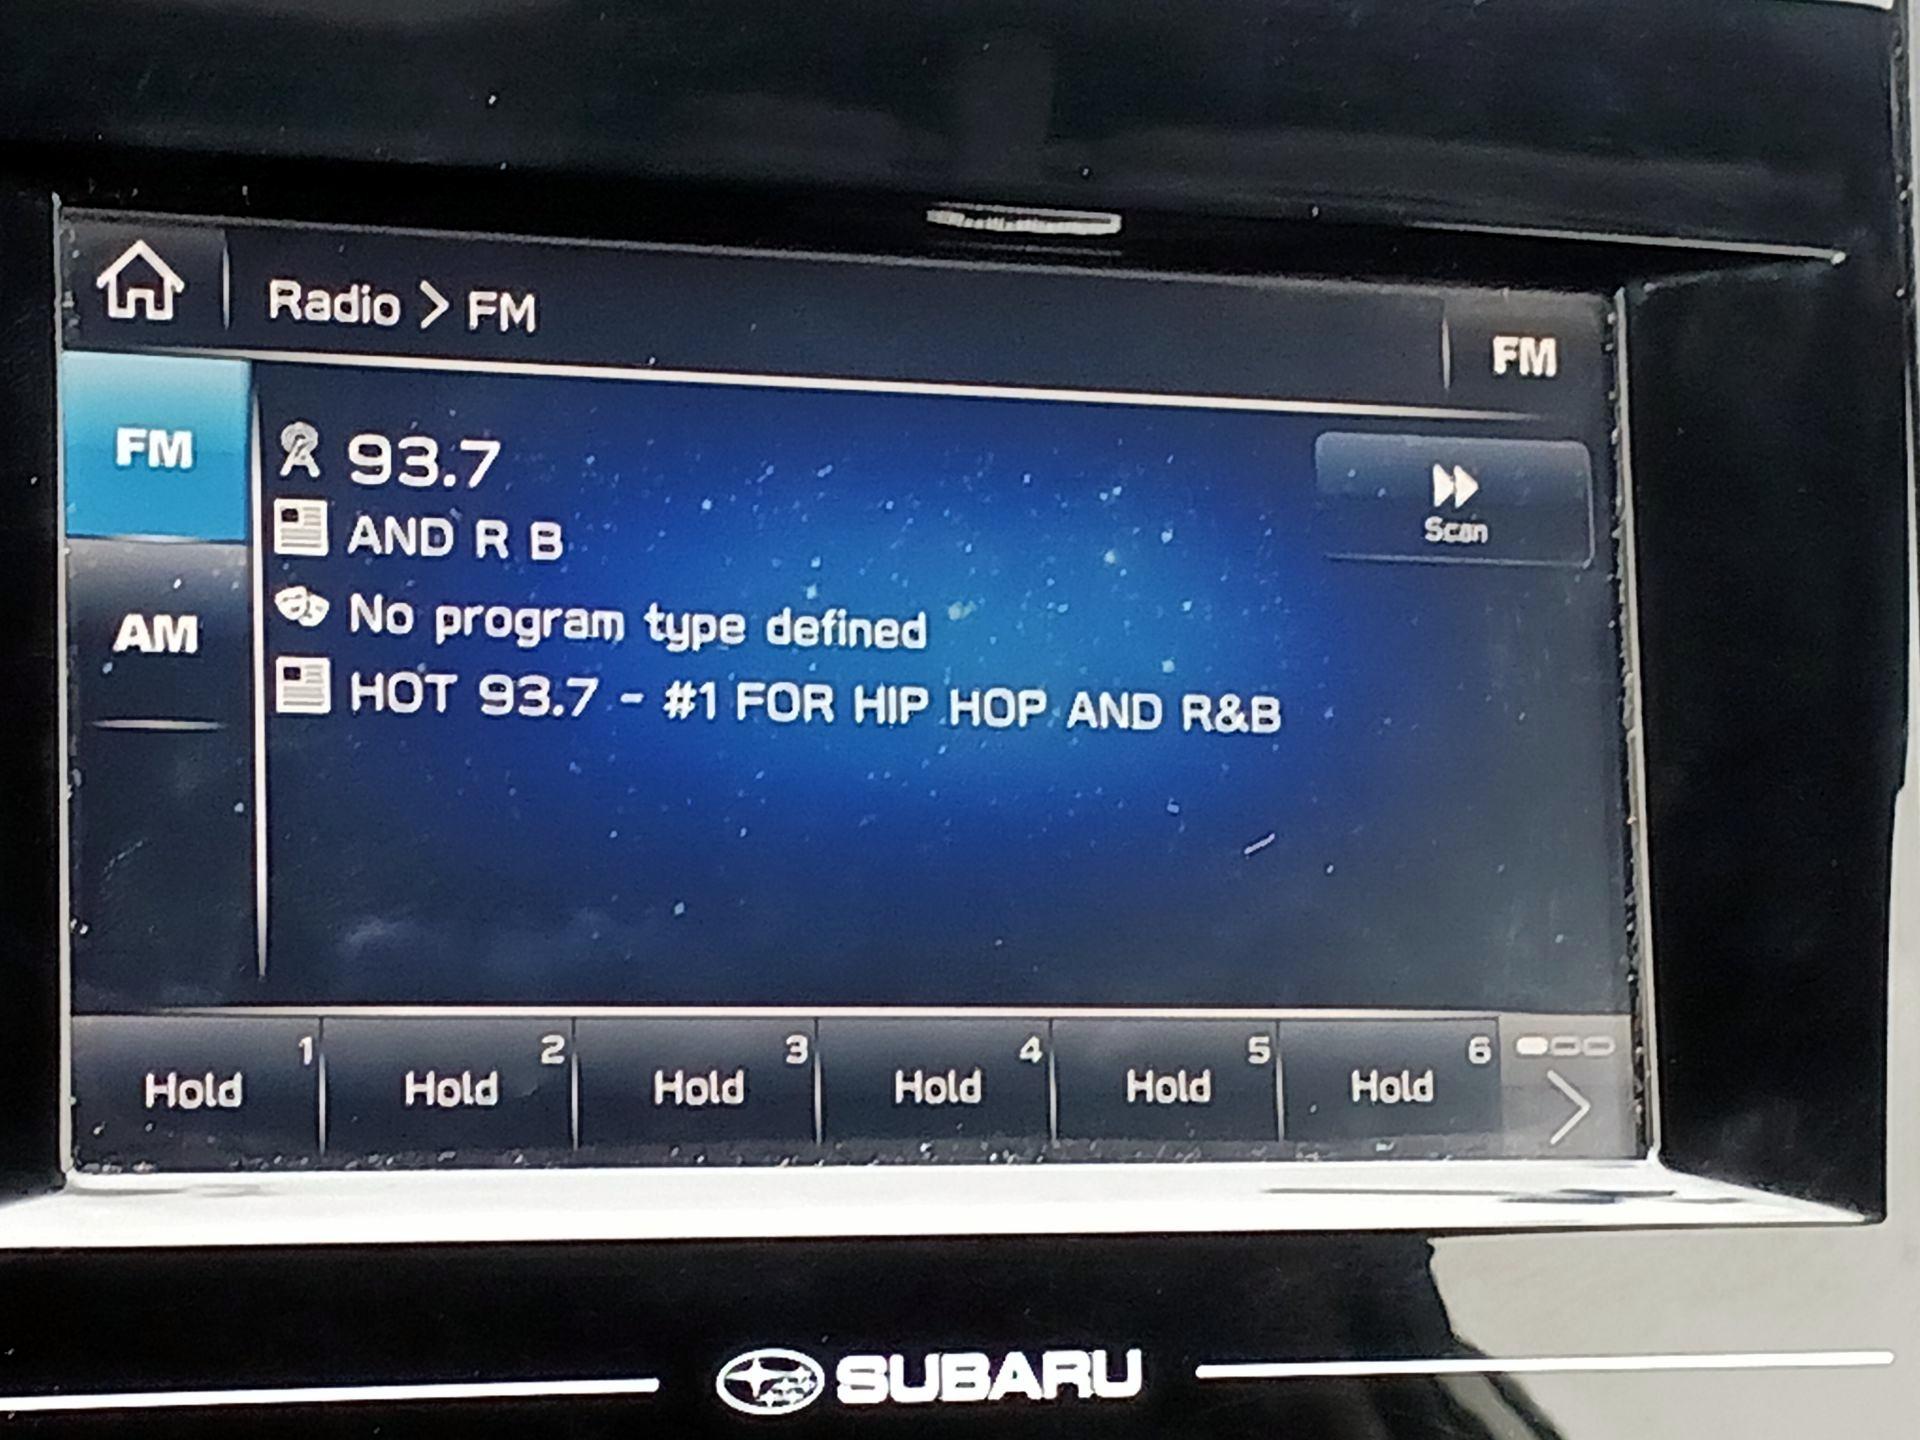 Radio > FM
FM
FM
93.7
Scan
AND R B
AM
No program type defined
HOT 93.7 - #1 FOR HIP HOP AND R&B
1 2 3 4 5 6
Hold Hold Hold Hold Hold Hold
SUBARU